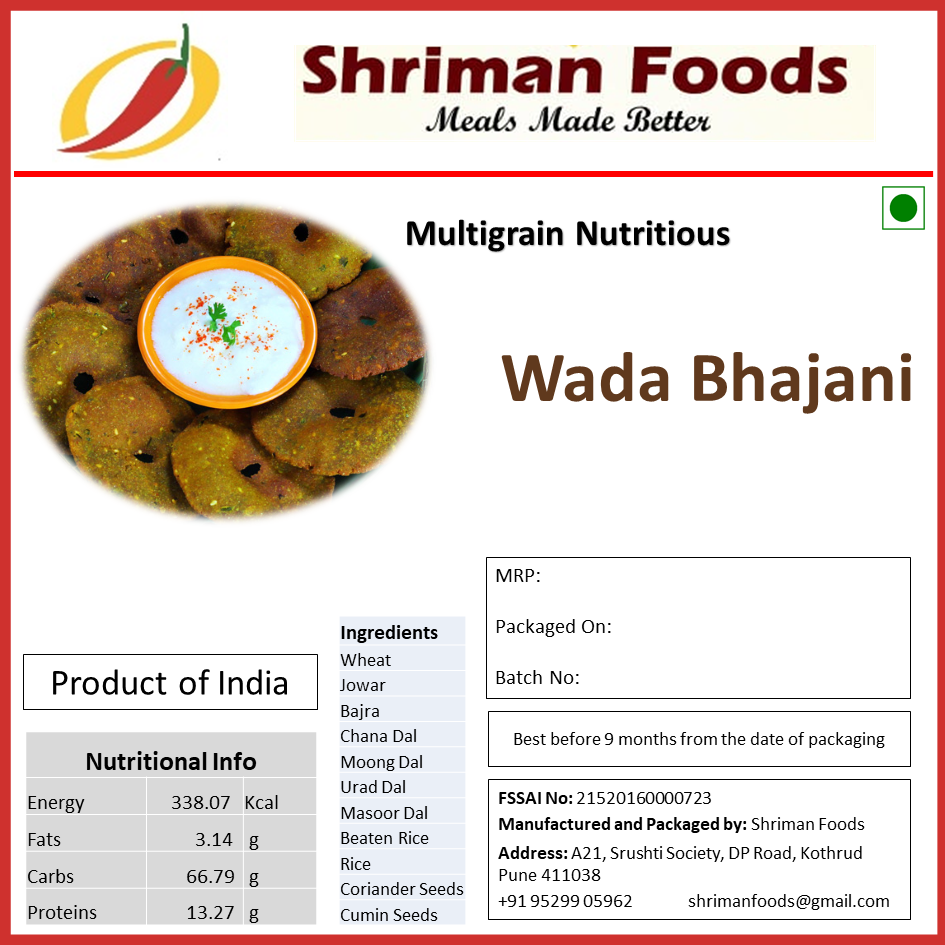 Shriman Foods
Meals Made Better
Multigrain Nutritious
Wada Bhajani
MRP:
Packaged On:
Batch No:
Best before 9 months from the date of packaging
FSSAI No: 21520160000723
Manufactured and Packaged by: Shriman Foods
Address: A21, Srushti Society, DP Road, Kothrud
Pune 411038
+91 95299 05962 shrimanfoods@gmail.com
Ingredients
Wheat
Jowar
Bajra
Chana Dal
Moong Dal
Urad Dal
Masoor Dal
Beaten Rice
Rice
Coriander Seeds
Cumin Seeds
Product of India
Nutritional Info
Energy 338.07 Kcal
Fats 3.14 g
Carbs 66.79 g
Proteins 13.27 g